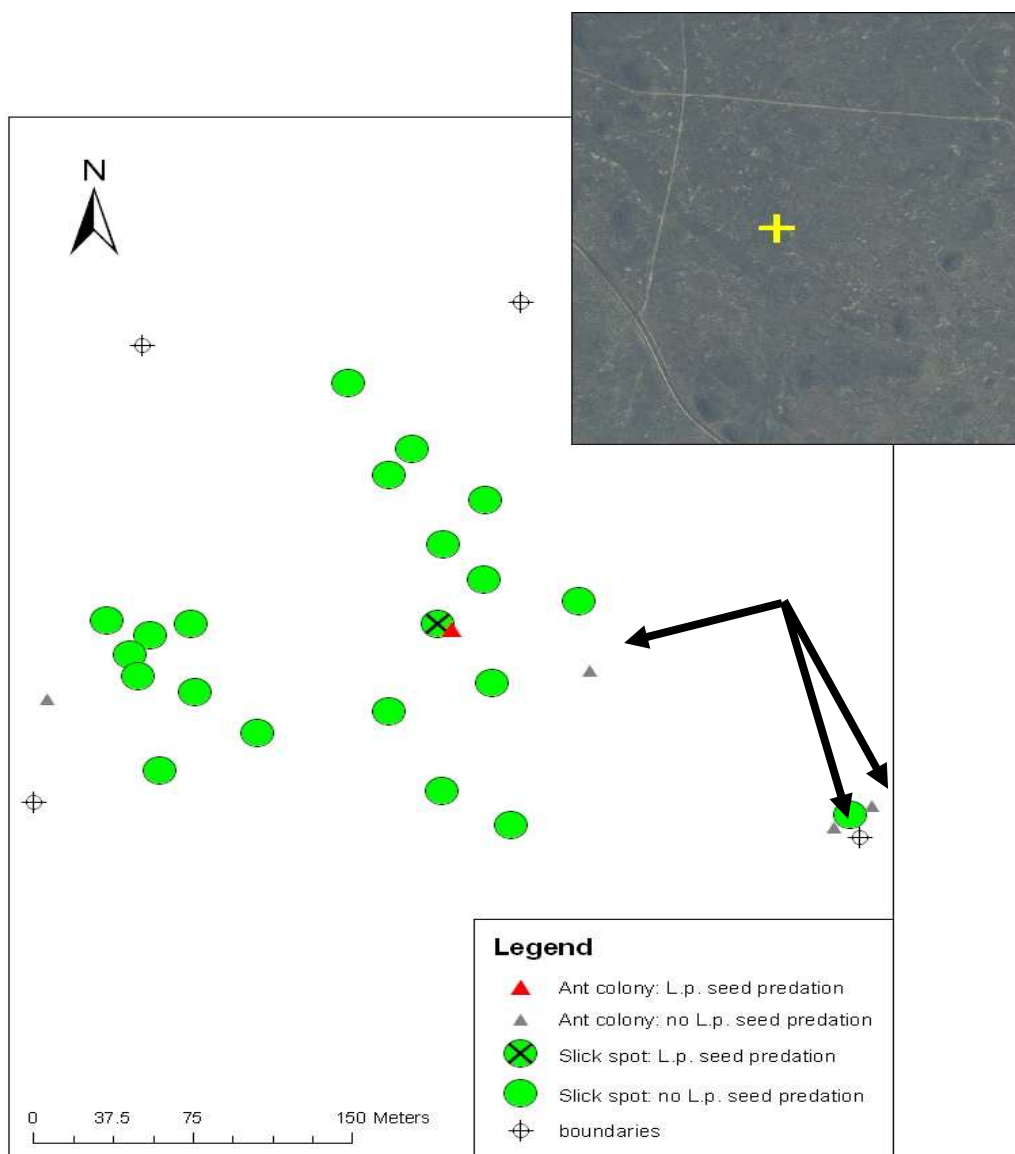 N
Legend
Ant colony: L.p. seed predation
Ant colony: no L.p. seed predation
Slick spot: L.p. seed predation
Slick spot: no L.p. seed predation
boundaries
0 37.5 75 150 Meters